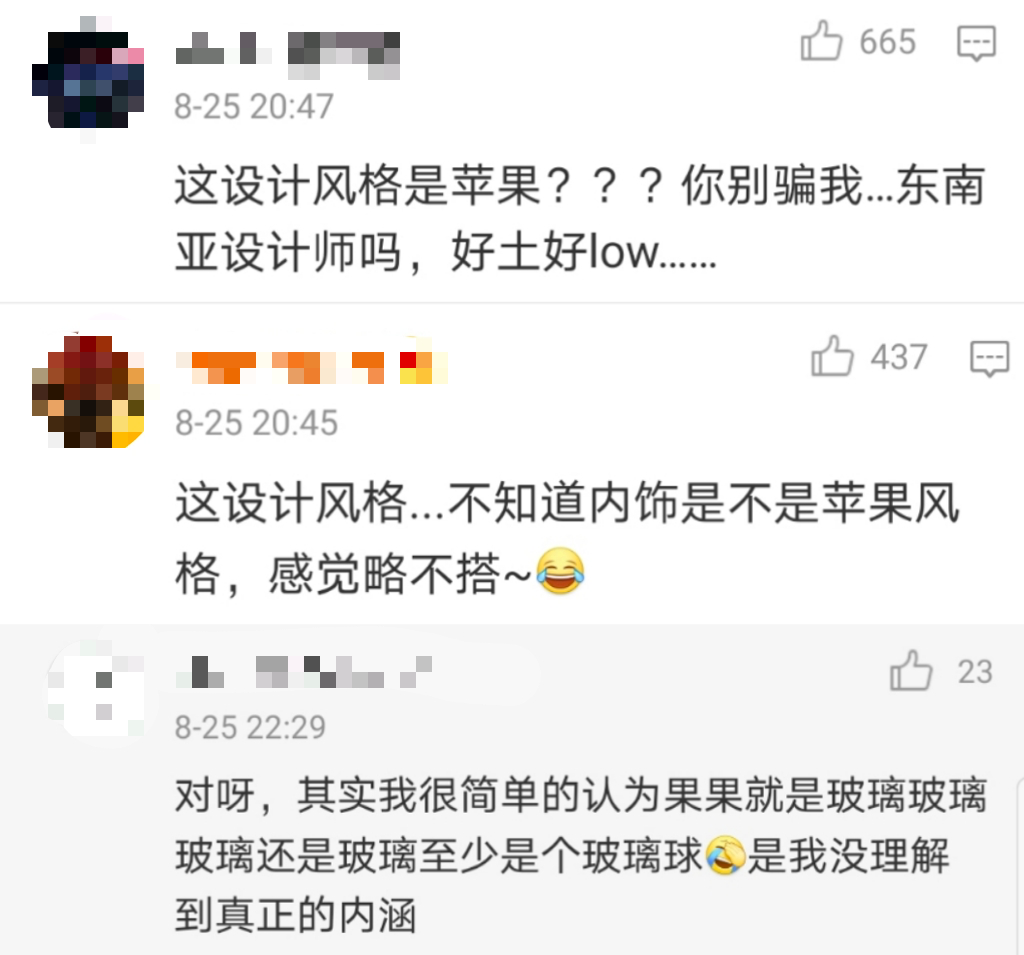 665
8-25 20:47
这设计风格是苹果？？？你别骗我...东南
亚设计师吗，好土好low......
437
8-25 20:45
这设计风格...不知道内饰是不是苹果风
格，感觉略不搭~😂
23
8-25 22:29
对呀，其实我很简单的认为果果就是玻璃玻璃
玻璃还是玻璃至少是个玻璃球🤣是我没理解
到真正的内涵